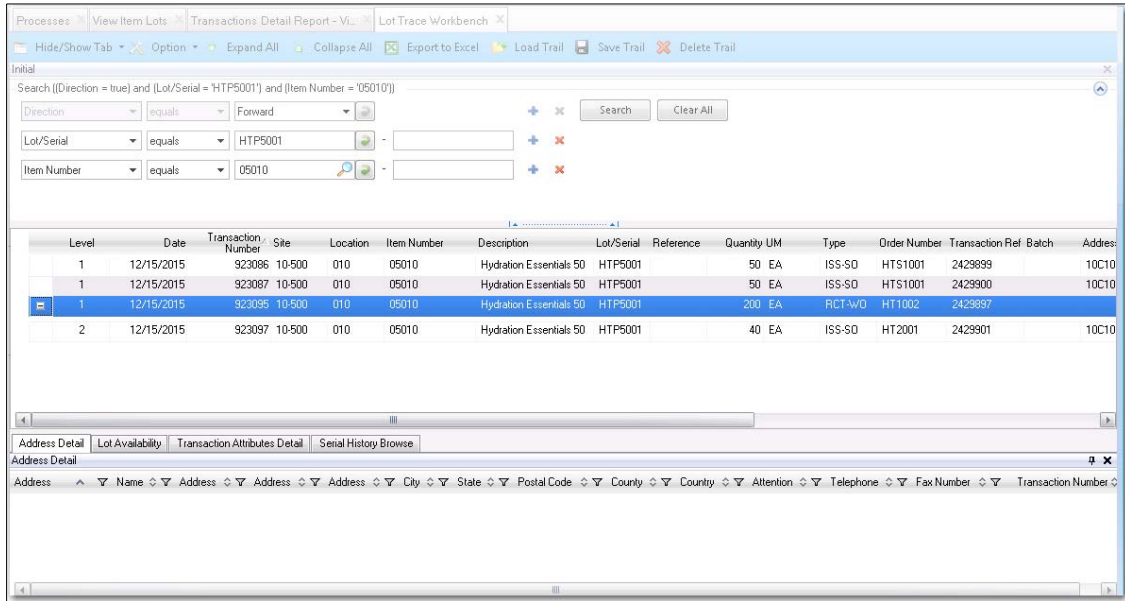 Processes View Item Lots Transactions Detail Report - Vi... Lot Trace Workbench
Hide/Show Tab Option Expand All Collapse All Export to Excel Load Trail Save Trail Delete Trail
Initial
Search ((Direction = true) and (Lot/Serial = 'HTP5001') and (Item Number = '05010'))
Direction equals Forward Search Clear All
Lot/Serial equals HTP5001 -
Item Number equals 05010 -
Level Date Transaction Number Site Location Item Number Description Lot/Serial Reference Quantity UM Type Order Number Transaction Ref Batch Address
1 12/15/2015 923086 10-500 010 05010 Hydration Essentials 50 HTP5001 50 EA ISS-SO HTS1001 2429899 10C10
1 12/15/2015 923087 10-500 010 05010 Hydration Essentials 50 HTP5001 50 EA ISS-SO HTS1001 2429900 10C10
1 12/15/2015 923095 10-500 010 05010 Hydration Essentials 50 HTP5001 200 EA RCT-WO HT1002 2429897
2 12/15/2015 923097 10-500 010 05010 Hydration Essentials 50 HTP5001 40 EA ISS-SO HT2001 2429901 10C10
Address Detail Lot Availability Transaction Attributes Detail Serial History Browse
Address Detail
Address Name Address Address Address City State Postal Code County Country Attention Telephone Fax Number Transaction Number